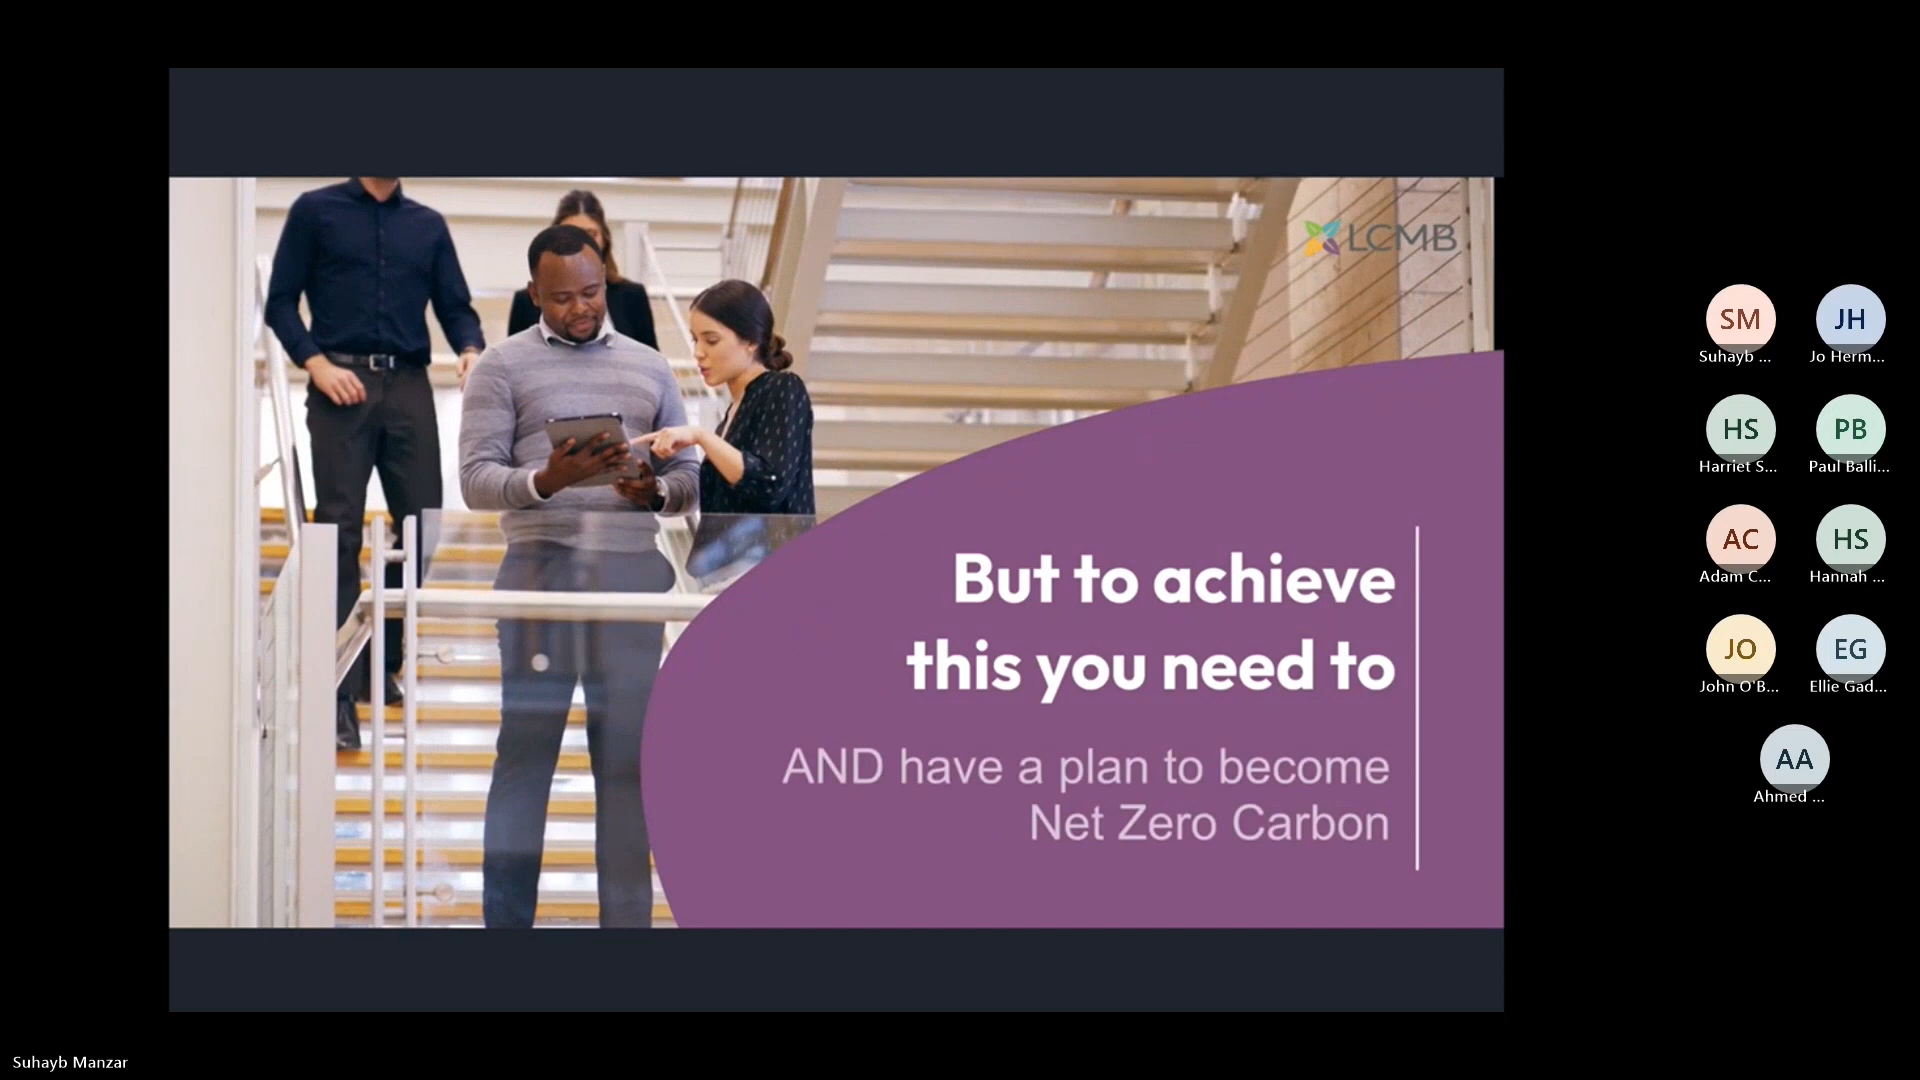 LCMB
But to achieve
this you need to
AND have a plan to become
Net Zero Carbon
SM
Suhayb ...
JH
Jo Herm...
HS
Harriet S...
PB
Paul Balli...
AC
Adam C...
HS
Hannah ...
JO
John O'B...
EG
Ellie Gad...
AA
Ahmed ...
Suhayb Manzar